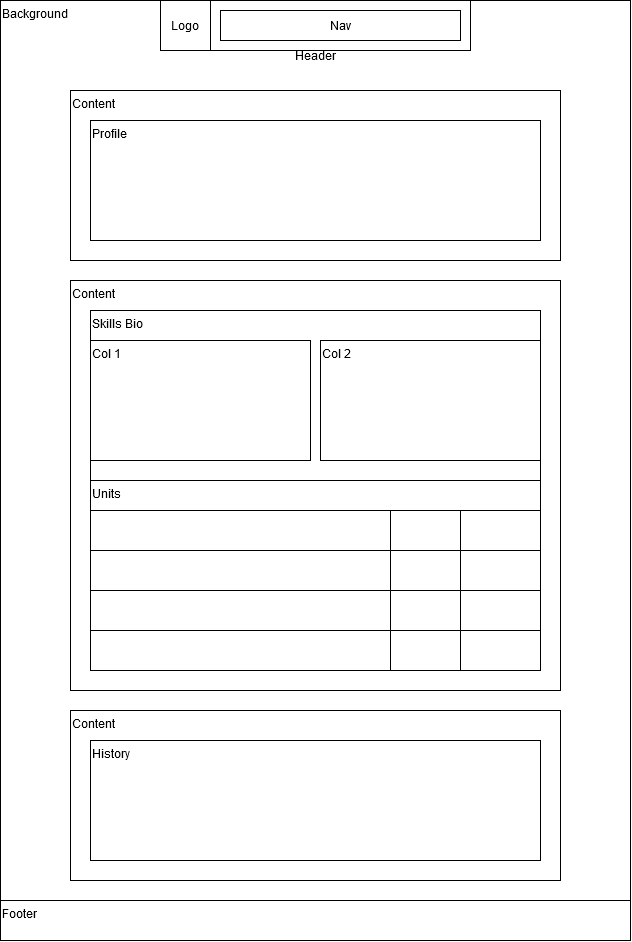 Background
Logo
Nav
Header
Content
Profile
Content
Skills Bio
Col 1
Col 2
Units
Content
History
Footer